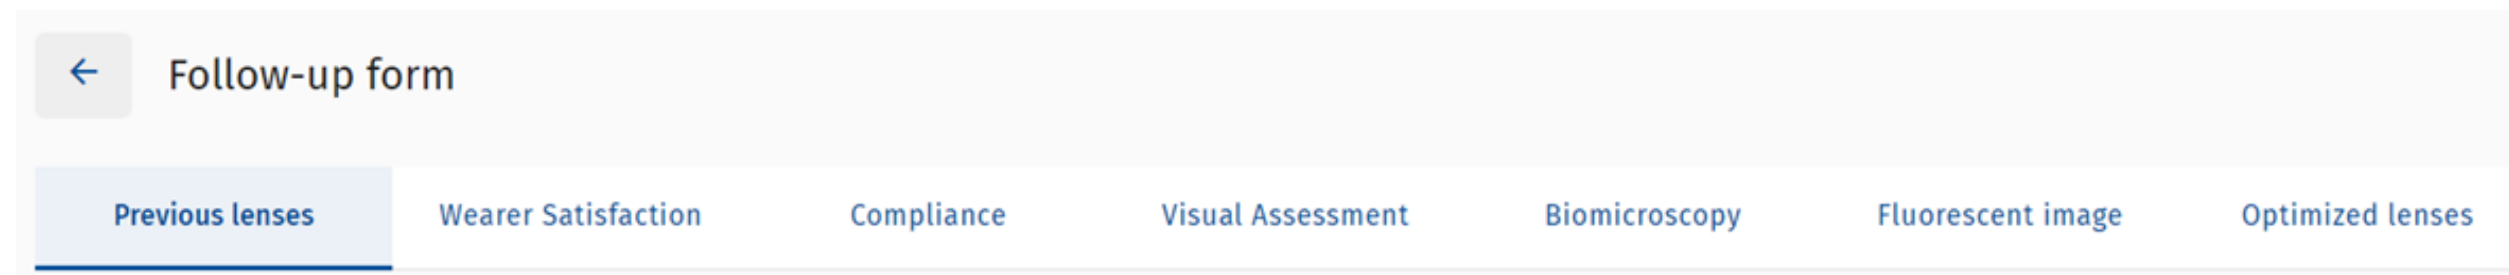 Follow-up form
Previous lenses Wearer Satisfaction Compliance Visual Assessment Biomicroscopy Fluorescent image Optimized lenses